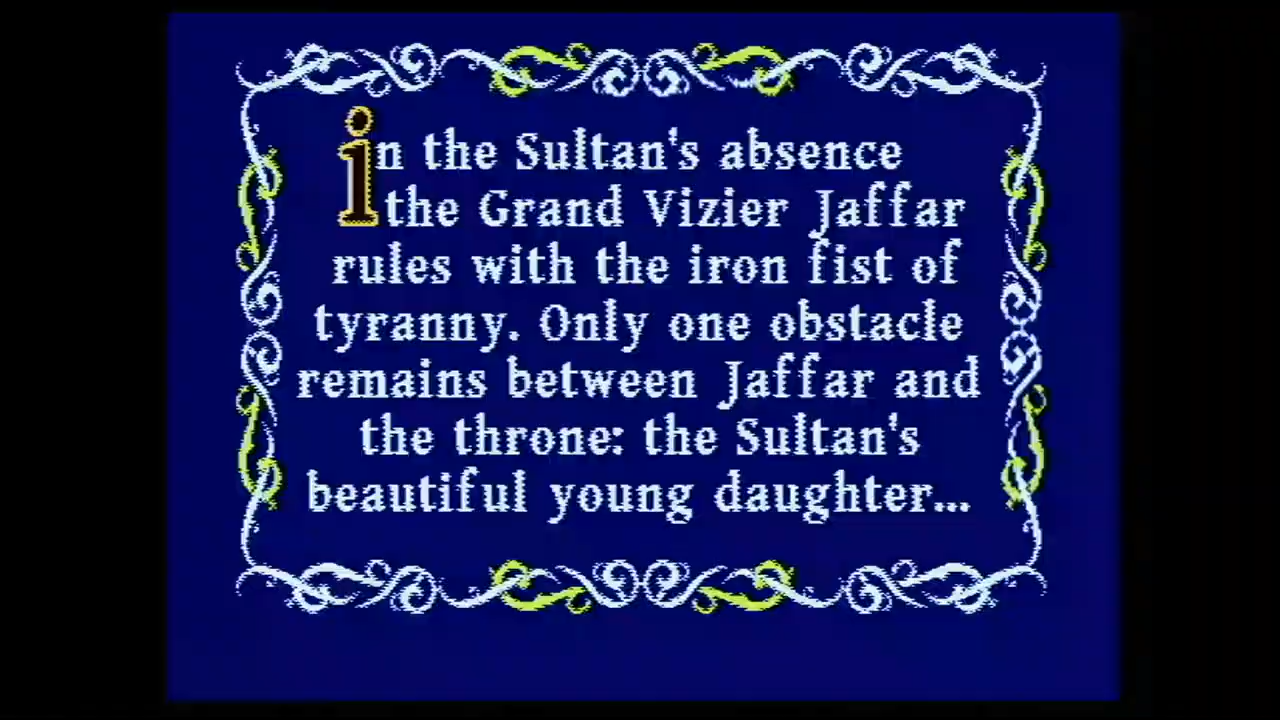 in the Sultan's absence
the Grand Vizier Jaffar
rules with the iron fist of
tyranny. Only one obstacle
remains between Jaffar and
the throne: the Sultan's
beautiful young daughter...